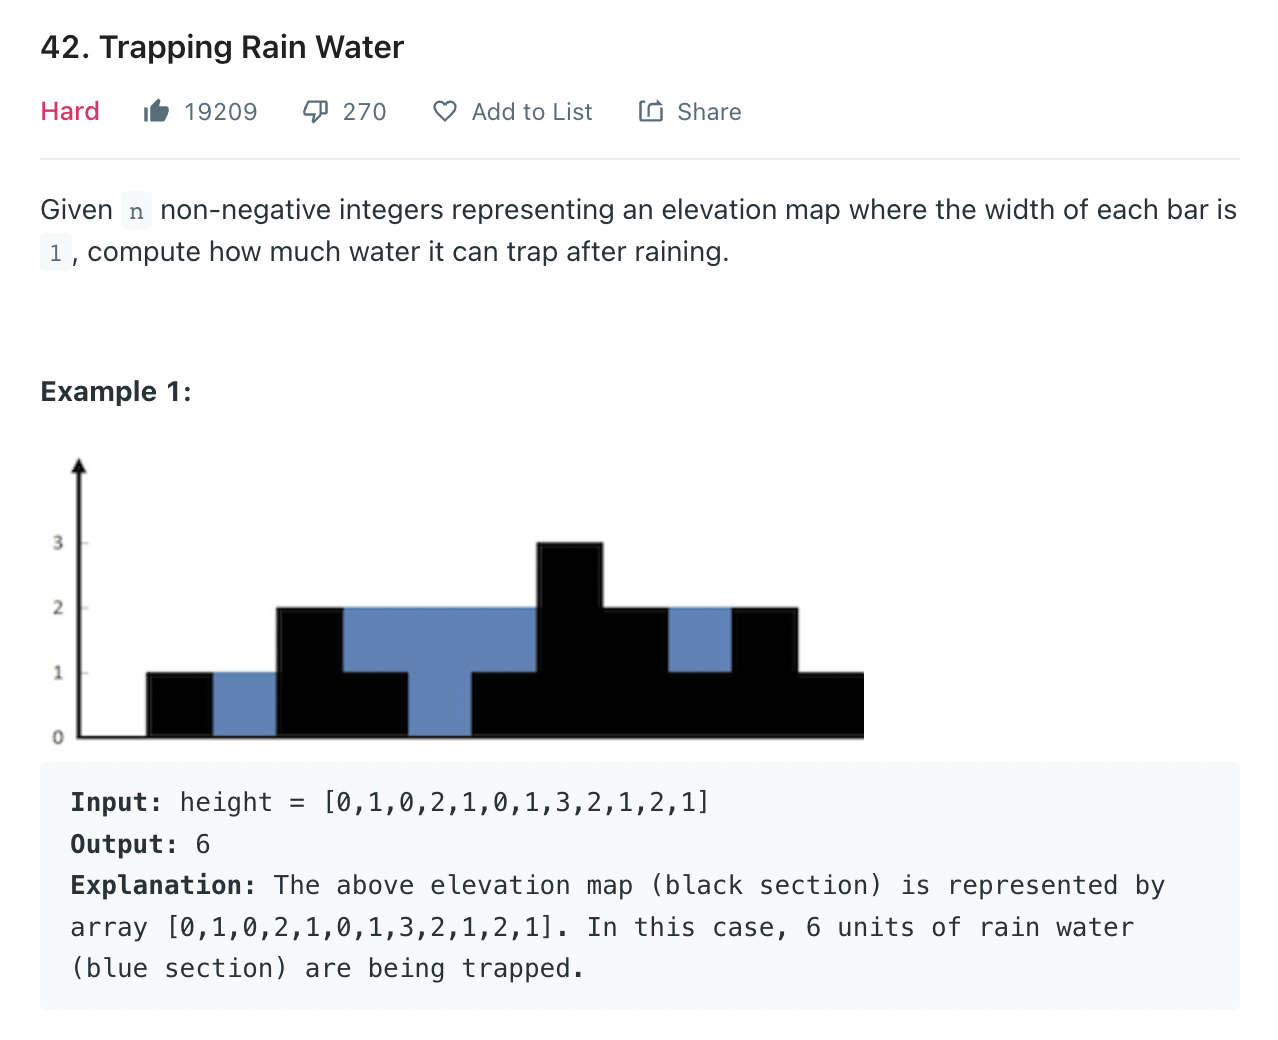 42. Trapping Rain Water
Hard 19209 270 Add to List Share
Given n non-negative integers representing an elevation map where the width of each bar is
1, compute how much water it can trap after raining.
Example 1:
3
2
1
0
Input: height = [0,1,0,2,1,0,1,3,2,1,2,1]
Output: 6
Explanation: The above elevation map (black section) is represented by
array [0,1,0,2,1,0,1,3,2,1,2,1]. In this case, 6 units of rain water
(blue section) are being trapped.